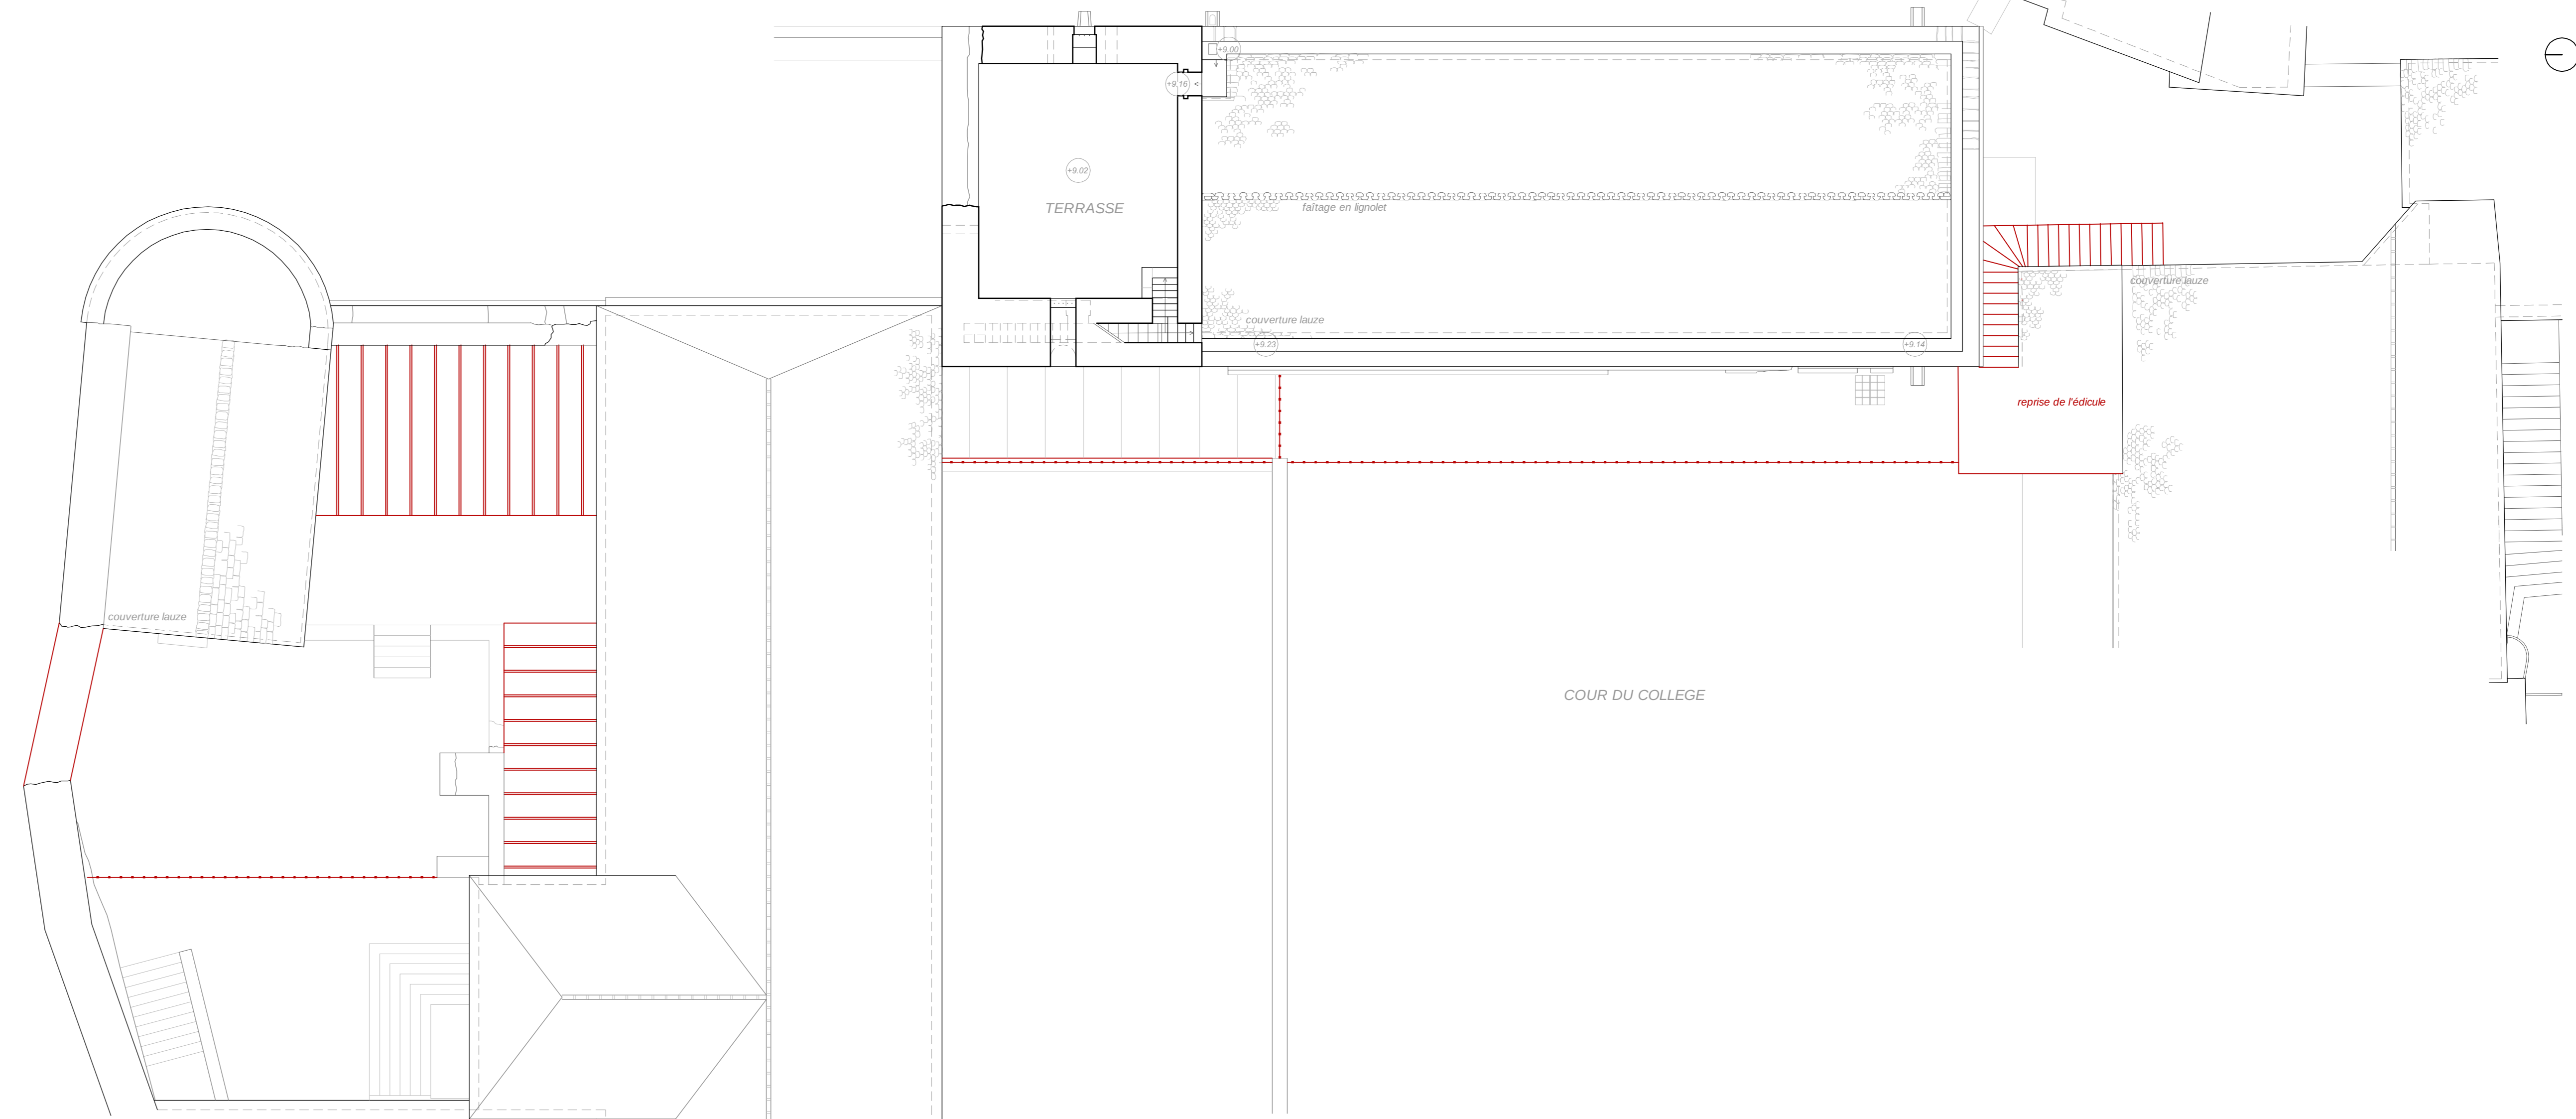 +9.00
+9.16
+9.02
TERRASSE
faîtage en lignolet
couverture lauze
couverture lauze
+9.23
+9.14
reprise de l'édicule
couverture lauze
COUR DU COLLEGE